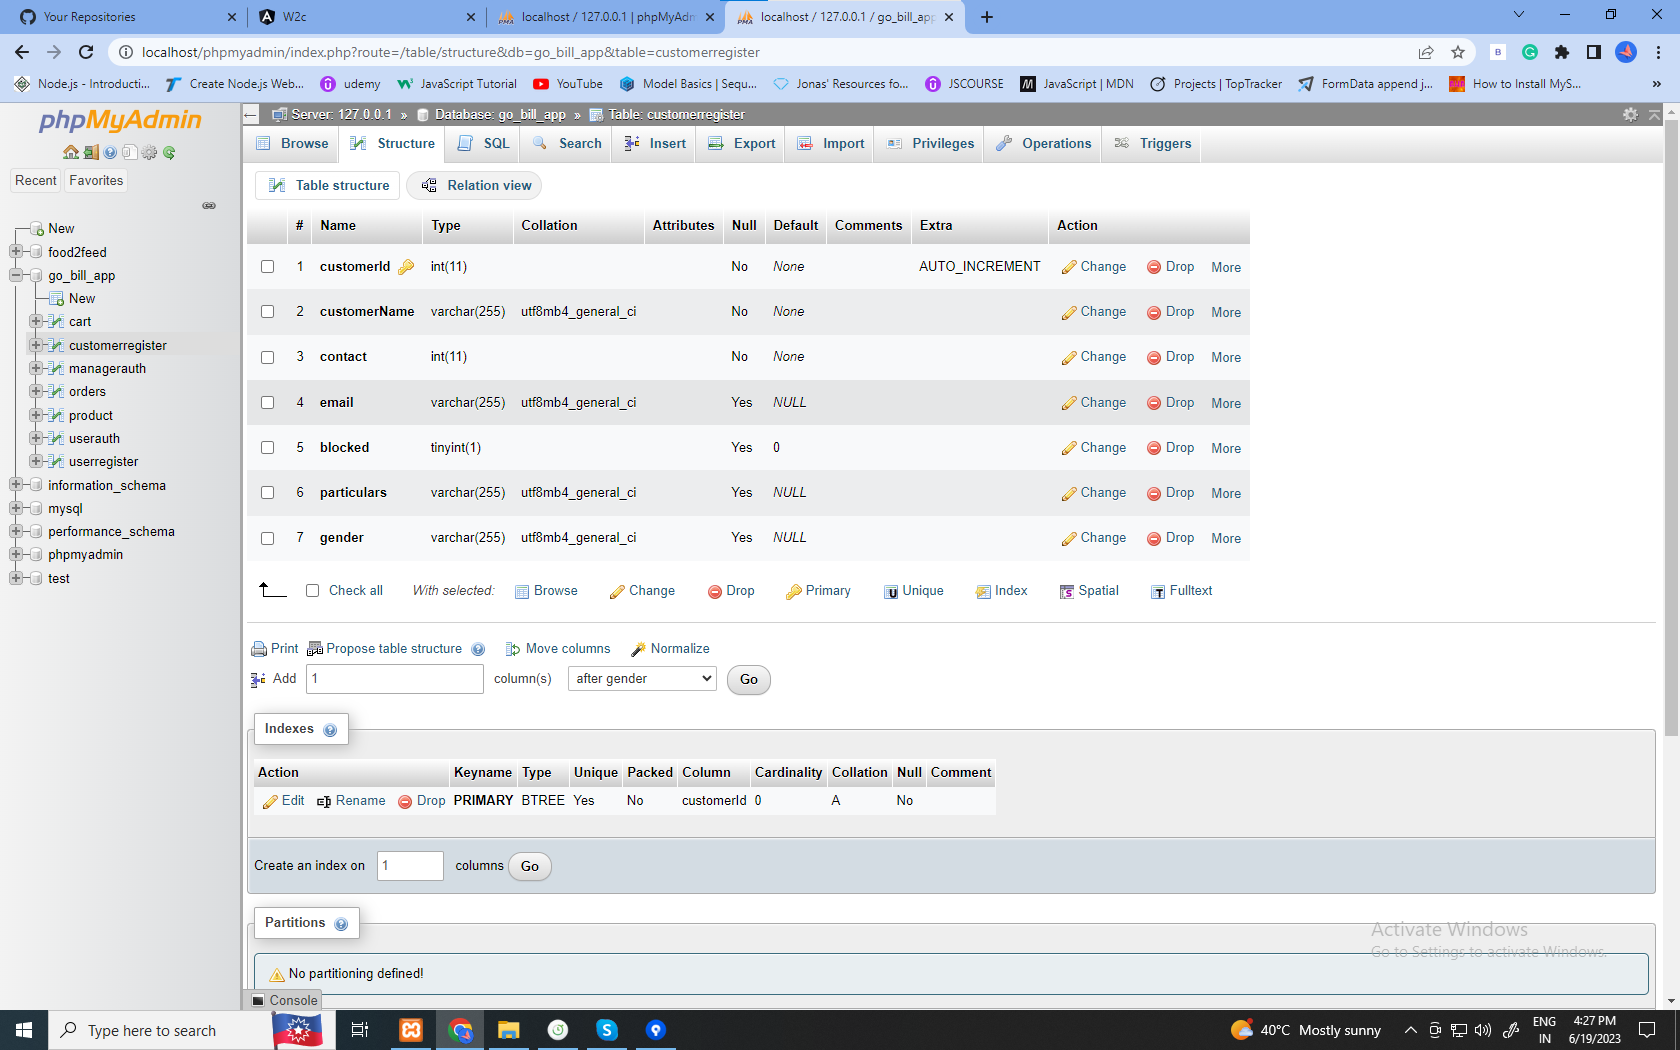 Your Repositories
W2c
localhost / 127.0.0.1 | phpMyAdm
localhost / 127.0.0.1 / go_bill_app
localhost/phpmyadmin/index.php?route=/table/structure&db=go_bill_app&table=customerregister
Node.js - Introducti...
Create Node.js Web...
udemy
JavaScript Tutorial
YouTube
Model Basics | Sequ...
Jonas' Resources fo...
JSCOURSE
JavaScript | MDN
Projects | TopTracker
FormData append j...
How to Install MyS...
phpMyAdmin
Recent Favorites
New
food2feed
go_bill_app
New
cart
customerregister
managerauth
orders
product
userauth
userregister
information_schema
mysql
performance_schema
phpmyadmin
test
Server: 127.0.0.1 » Database: go_bill_app » Table: customerregister
Browse Structure SQL Search Insert Export Import Privileges Operations Triggers
Table structure Relation view
# Name Type Collation Attributes Null Default Comments Extra Action
1 customerId int(11) No None AUTO_INCREMENT Change Drop More
2 customerName varchar(255) utf8mb4_general_ci No None Change Drop More
3 contact int(11) No None Change Drop More
4 email varchar(255) utf8mb4_general_ci Yes NULL Change Drop More
5 blocked tinyint(1) Yes 0 Change Drop More
6 particulars varchar(255) utf8mb4_general_ci Yes NULL Change Drop More
7 gender varchar(255) utf8mb4_general_ci Yes NULL Change Drop More
Check all With selected: Browse Change Drop Primary Unique Index Spatial Fulltext
Print Propose table structure Move columns Normalize
Add 1 column(s) after gender Go
Indexes
Action Keyname Type Unique Packed Column Cardinality Collation Null Comment
Edit Rename Drop PRIMARY BTREE Yes No customerId 0 A No
Create an index on 1 columns Go
Partitions
No partitioning defined!
Console
Activate Windows
Go to Settings to activate Windows.
Type here to search
40°C Mostly sunny
ENG
IN
4:27 PM
6/19/2023